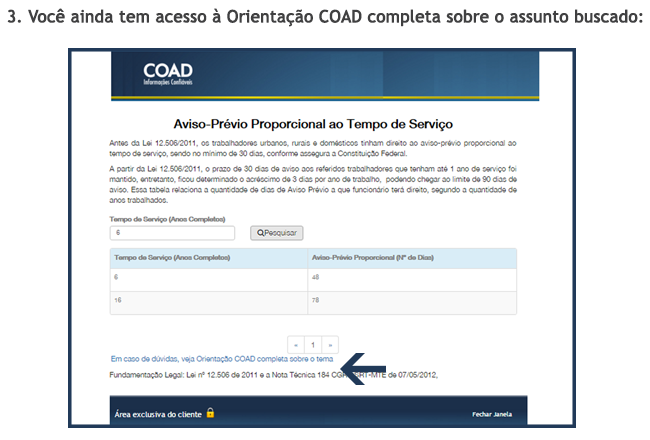 3. Você ainda tem acesso à Orientação COAD completa sobre o assunto buscado:
COAD
Informações Confiáveis
Aviso-Prévio Proporcional ao Tempo de Serviço
Antes da Lei 12.506/2011, os trabalhadores urbanos, rurais e domésticos tinham direito ao aviso-prévio proporcional ao
tempo de serviço, sendo no mínimo de 30 dias, conforme assegura a Constituição Federal.
A partir da Lei 12.506/2011, o prazo de 30 dias de aviso aos referidos trabalhadores que tenham até 1 ano de serviço foi
mantido, entretanto, ficou determinado o acréscimo de 3 dias por ano de trabalho, podendo chegar ao limite de 90 dias de
aviso. Essa tabela relaciona a quantidade de dias de Aviso Prévio a que funcionário terá direito, segundo a quantidade de
anos trabalhados.
Tempo de Serviço (Anos Completos)
6 Pesquisar
Tempo de Serviço (Anos Completos) Aviso-Prévio Proporcional (Nº de Dias)
6 48
16 78
« 1 »
Em caso de dúvidas, veja Orientação COAD completa sobre o tema
Fundamentação Legal: Lei nº 12.506 de 2011 e a Nota Técnica 184 de 07/05/2012,
Área exclusiva do cliente Fechar Janela